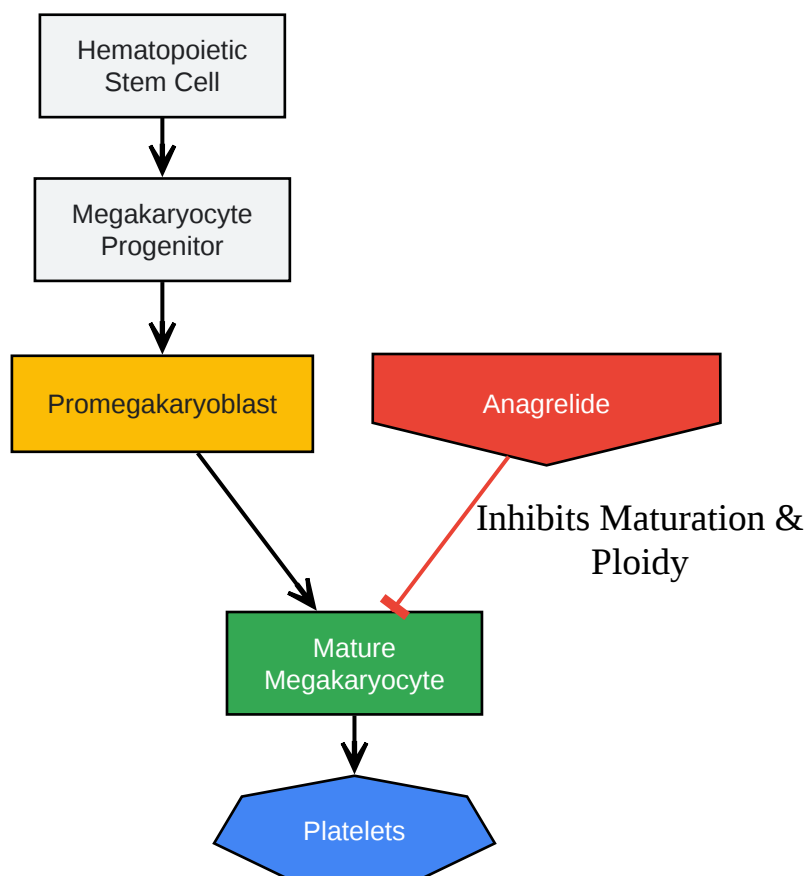 Hematopoietic
Stem Cell
Megakaryocyte
Progenitor
Promegakaryoblast
Anagrelide
Inhibits Maturation &
Ploidy
Mature
Megakaryocyte
Platelets